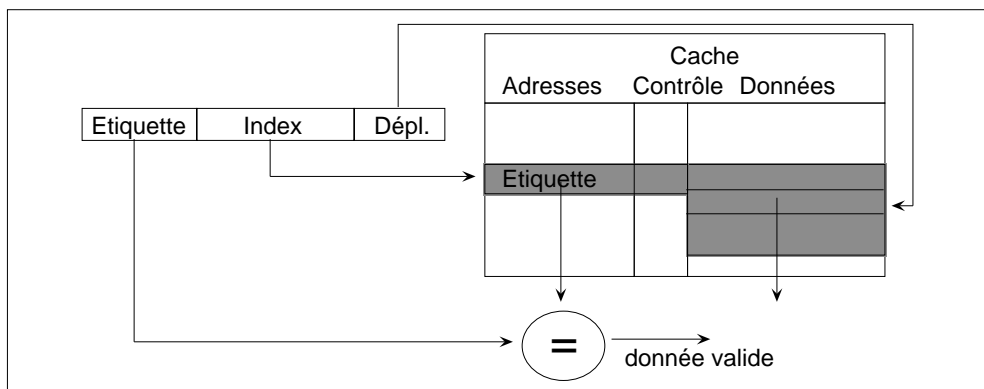 Cache
Adresses Contrôle Données
Etiquette Index Dépl.
Etiquette
=
donnée valide